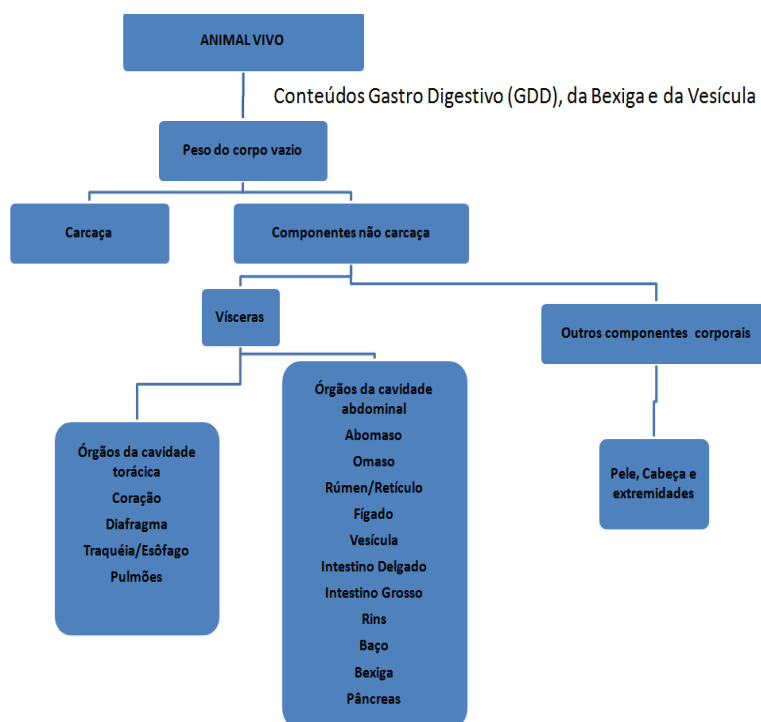 ANIMAL VIVO
Conteúdos Gastro Digestivo (GDD), da Bexiga e da Vesícula
Peso do corpo vazio
Carcaça
Componentes não carcaça
Vísceras
Outros componentes corporais
Órgãos da cavidade
torácica
Coração
Diafragma
Traquéia/Esôfago
Pulmões
Órgãos da cavidade
abdominal
Abomaso
Omaso
Rúmen/Retículo
Fígado
Vesícula
Intestino Delgado
Intestino Grosso
Rins
Baço
Bexiga
Pâncreas
Pele, Cabeça e
extremidades